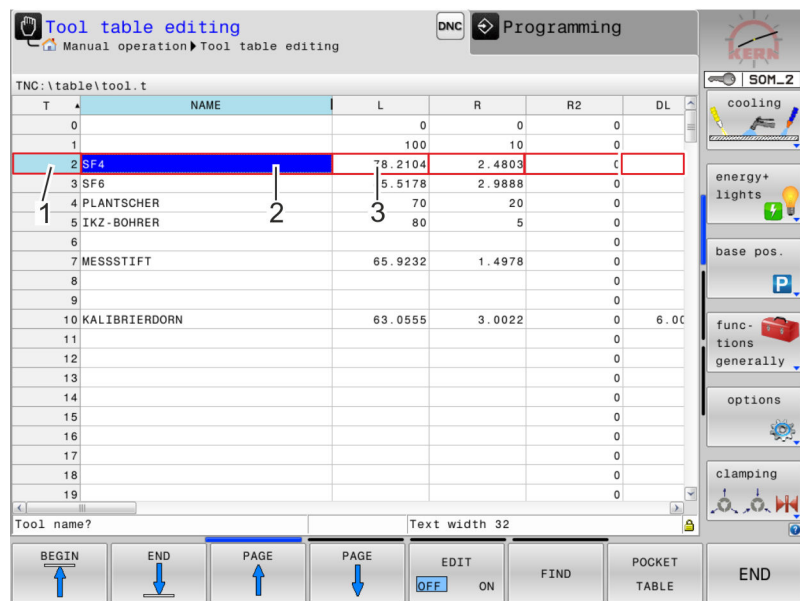 Tool table editing
Manual operation▶Tool table editing
DNC
Programming
KERN
TNC:\table\tool.t
SOM_2
T NAME L R R2 DL
0 0 0 0
1 100 10 0
2 SF4 78.2104 2.4803 0
3 SF6 5.5178 2.9888 0
4 PLANTSCHER 70 20 0
5 IKZ-BOHRER 80 5 0
6 0
7 MESSSTIFT 65.9232 1.4978 0
8 0
9 0
10 KALIBRIERDORN 63.0555 3.0022 0 6.00
11 0
12 0
13 0
14 0
15 0
16 0
17 0
18 0
19 0
1 2 3
Tool name? Text width 32
cooling
energy+
lights
base pos.
P
func-
tions
generally
options
clamping
BEGIN
END
PAGE
PAGE
EDIT
OFF ON
FIND
POCKET
TABLE
END